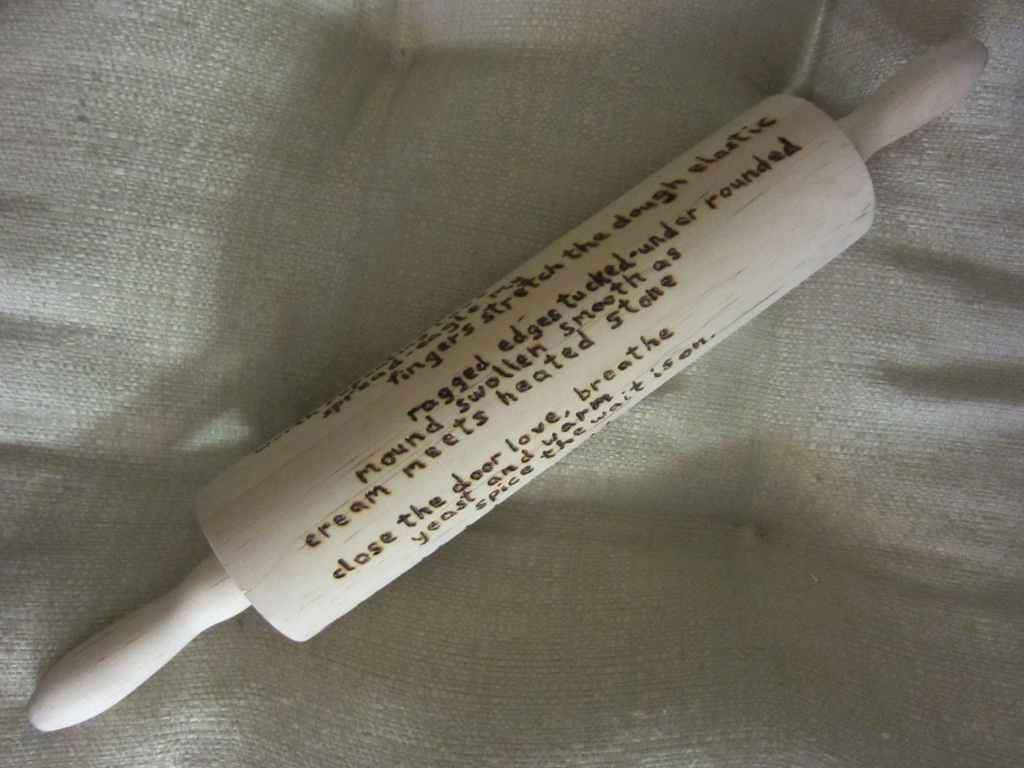 fingers stretch the dough elastic
ragged edges tucked-under rounded
mound swollen smooth as
cream meets heated stone
close the door love, breathe
yeast and warm
spice the wait is on.